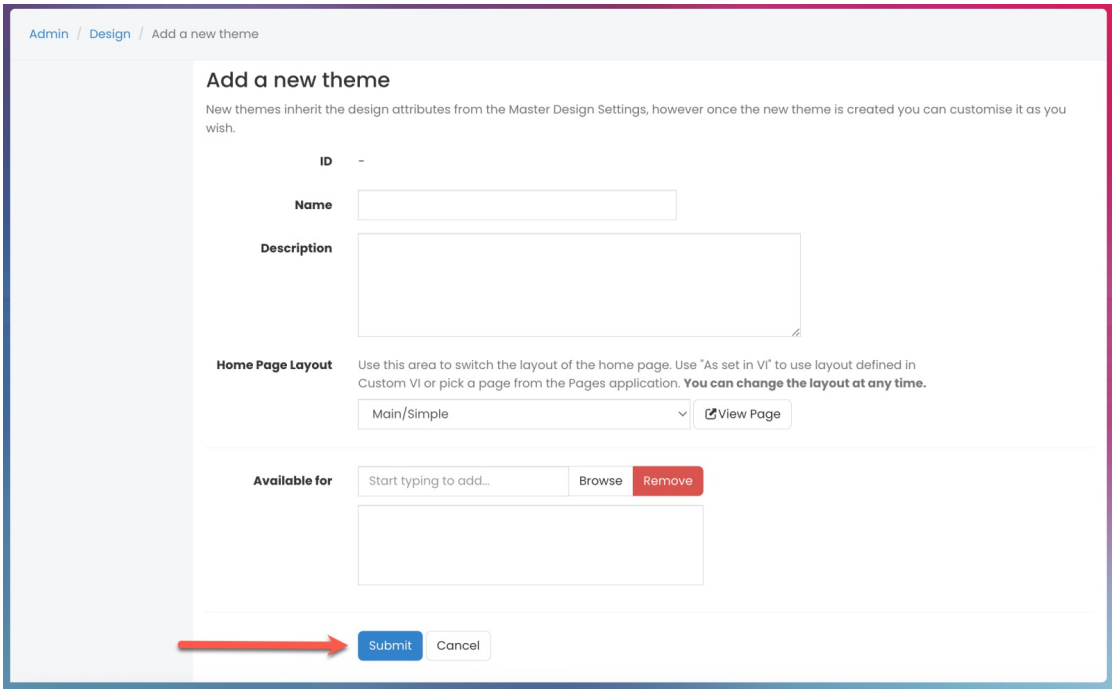 Admin / Design / Add a new theme
Add a new theme
New themes inherit the design attributes from the Master Design Settings, however once the new theme is created you can customise it as you
wish.
ID -
Name
Description
Home Page Layout Use this area to switch the layout of the home page. Use "As set in VI" to use layout defined in
Custom VI or pick a page from the Pages application. You can change the layout at any time.
Main/Simple View Page
Available for Start typing to add... Browse Remove
Submit Cancel